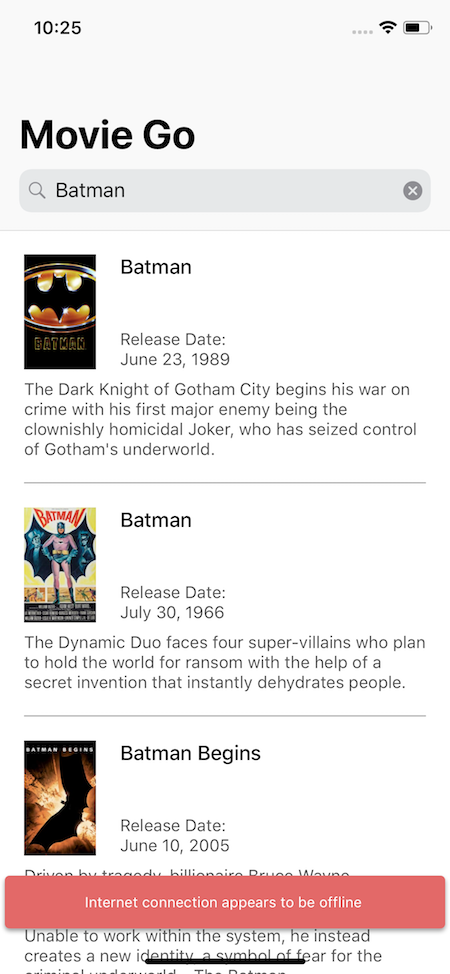 10:25
Movie Go
Batman
Batman
BATMAN
Release Date:
June 23, 1989
The Dark Knight of Gotham City begins his war on
crime with his first major enemy being the
clownishly homicidal Joker, who has seized control
of Gotham's underworld.
BATMAN
Batman
Release Date:
July 30, 1966
The Dynamic Duo faces four super-villains who plan
to hold the world for ransom with the help of a
secret invention that instantly dehydrates people.
BATMAN BEGINS
Batman Begins
Release Date:
June 10, 2005
Driven by tragedy, billionaire Bruce Wayne
Internet connection appears to be offline
Unable to work within the system, he instead
creates a new identity, a symbol of fear for the
criminal underworld - The Batman.